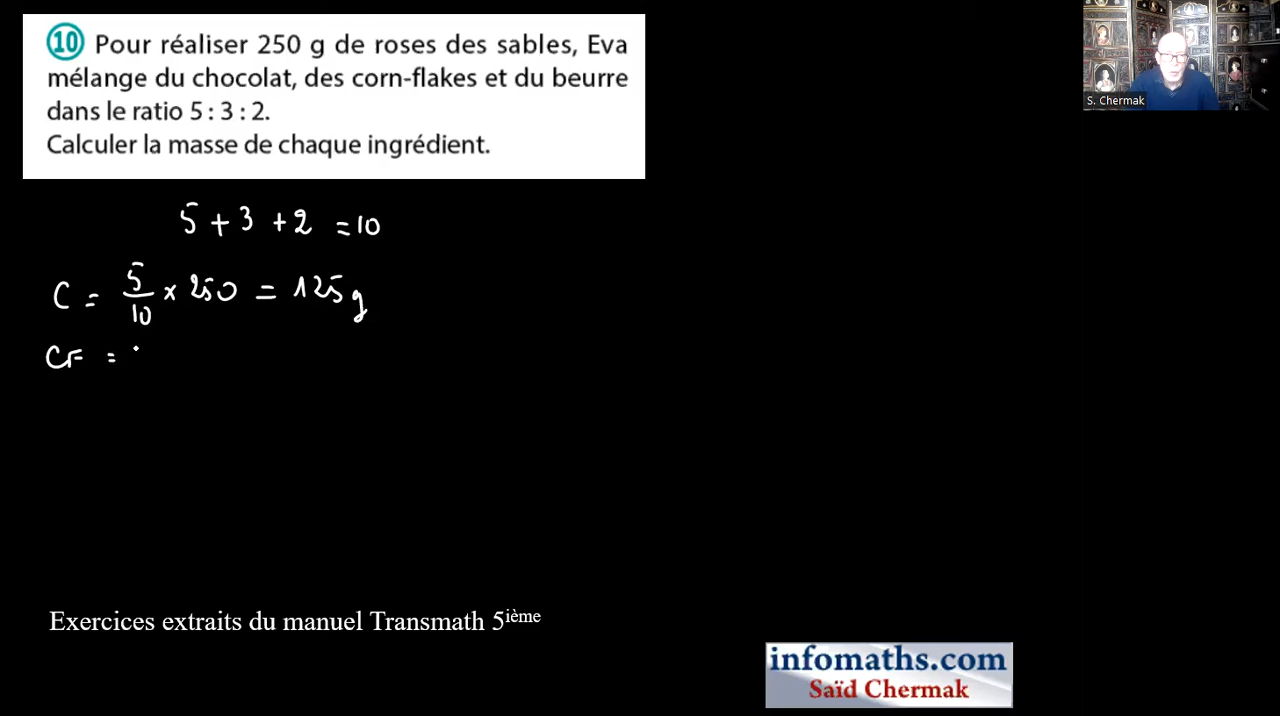 10 Pour réaliser 250 g de roses des sables, Eva
mélange du chocolat, des corn-flakes et du beurre
dans le ratio 5 : 3 : 2.
Calculer la masse de chaque ingrédient.
S. Chermak
5 + 3 + 2 = 10
C = 5/10 × 250 = 125 g
CF =
Exercices extraits du manuel Transmath 5ième
infomaths.com
Saïd Chermak